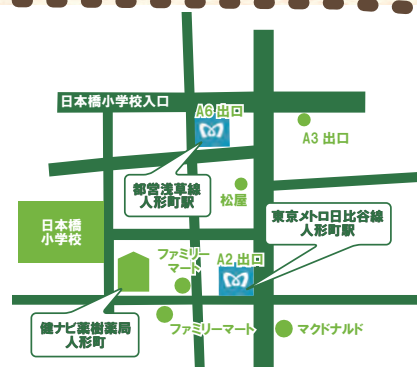 日本橋小学校入口
A6 出口
A3 出口
都営浅草線
人形町駅
松屋
東京メトロ日比谷線
人形町駅
日本橋
小学校
ファミリー
マート
A2 出口
健ナビ薬樹薬局
人形町
ファミリーマート
マクドナルド